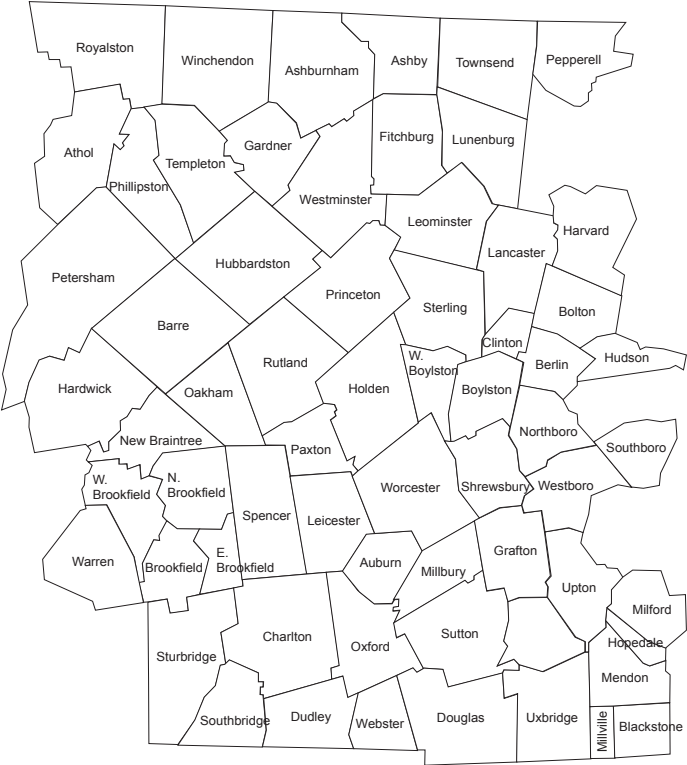 Royalston
Winchendon
Ashburnham
Ashby
Townsend
Pepperell
Athol
Phillipston
Templeton
Gardner
Westminster
Fitchburg
Lunenburg
Petersham
Hubbardston
Princeton
Leominster
Lancaster
Harvard
Barre
Sterling
Bolton
Clinton
Hardwick
Oakham
Rutland
Holden
W.
Boylston
Boylston
Berlin
Hudson
New Braintree
Paxton
Northboro
Southboro
W.
Brookfield
N.
Brookfield
Spencer
Leicester
Worcester
Shrewsbury
Westboro
Warren
Brookfield
E.
Brookfield
Auburn
Millbury
Grafton
Upton
Milford
Sturbridge
Charlton
Oxford
Sutton
Hopedale
Mendon
Southbridge
Dudley
Webster
Douglas
Uxbridge
Millville
Blackstone